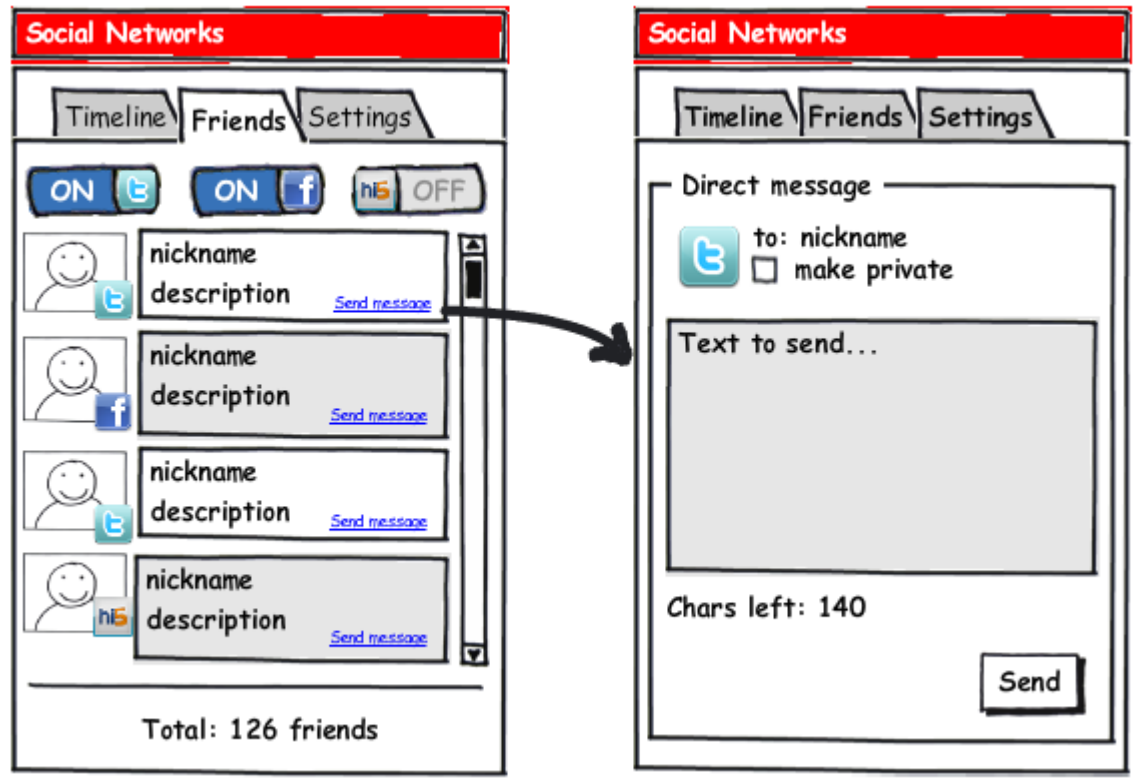 Social Networks
Timeline Friends Settings
ON ON hi5 OFF
nickname
description Send message
nickname
description Send message
nickname
description Send message
nickname
hi5 description Send message
Total: 126 friends
Social Networks
Timeline Friends Settings
Direct message
to: nickname
make private
Text to send...
Chars left: 140
Send